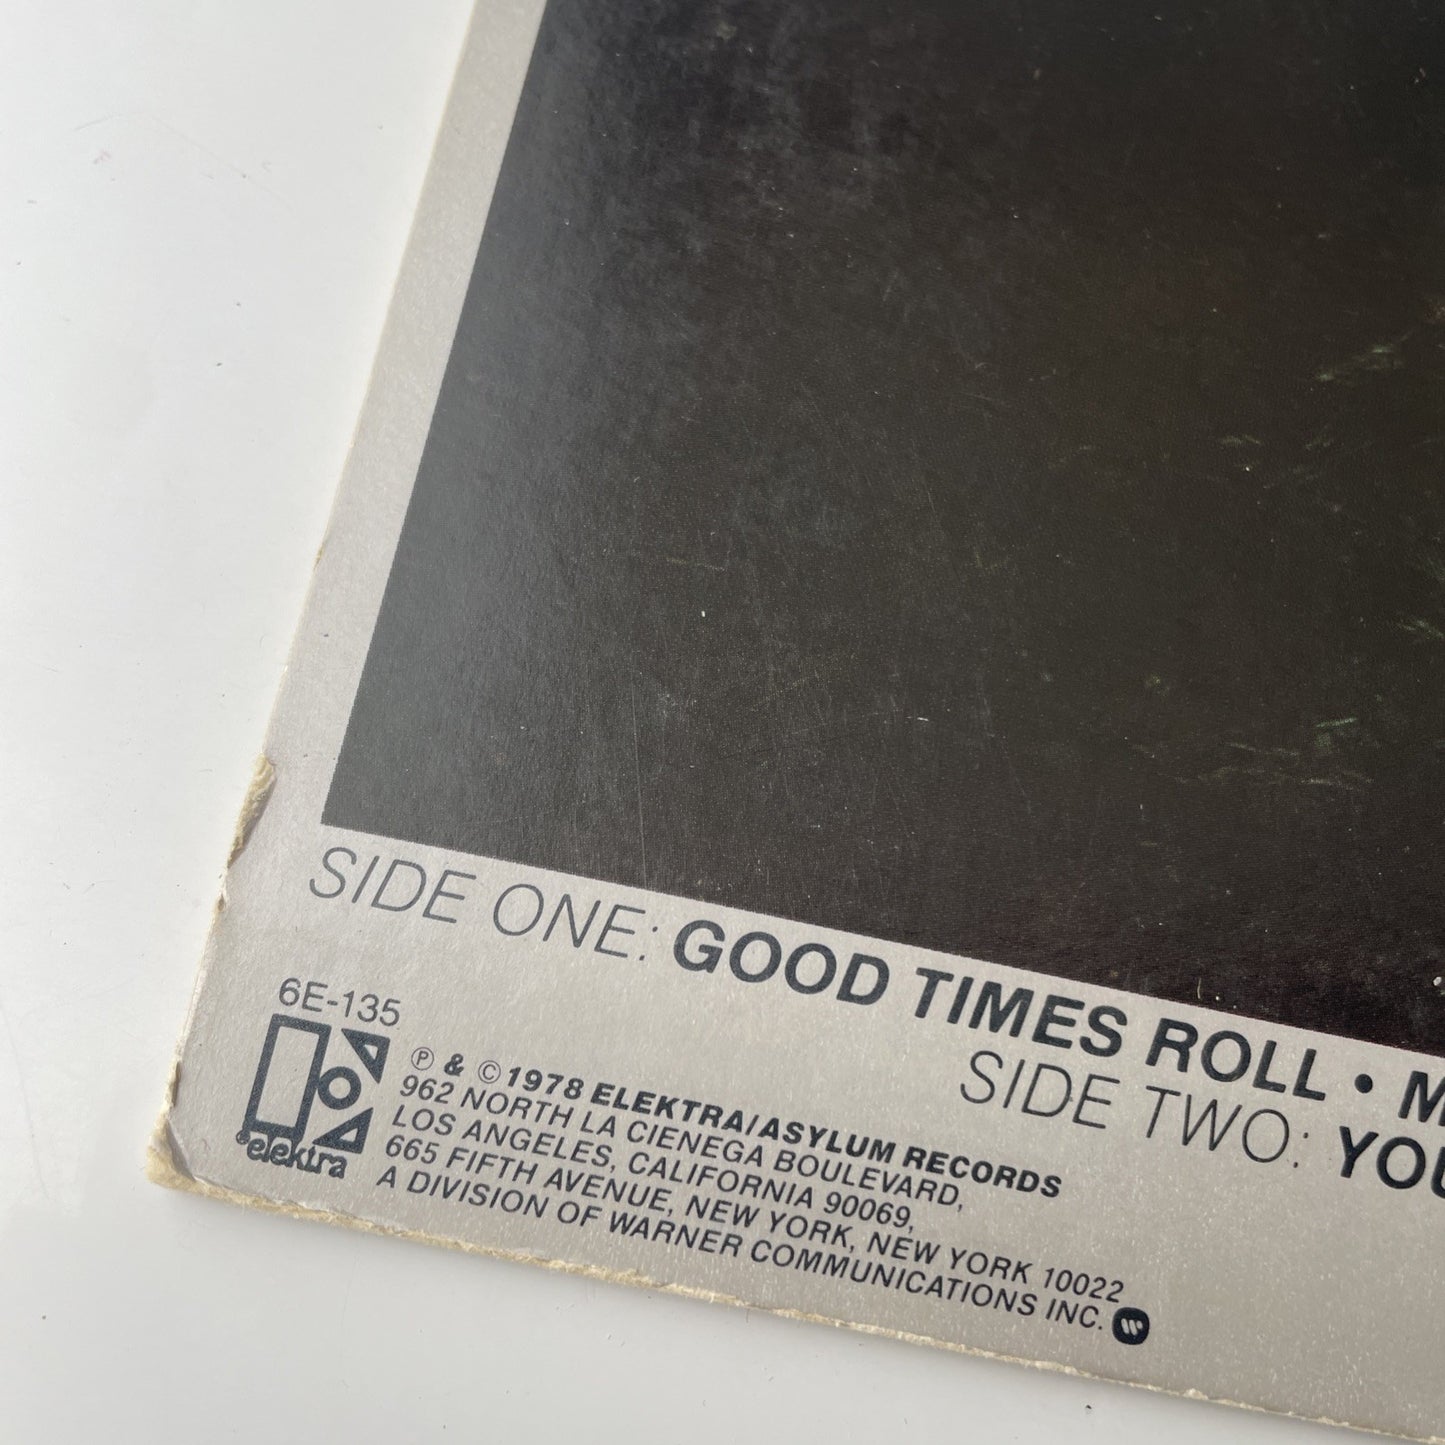 SIDE ONE: GOOD TIMES ROLL • M
SIDE TWO: YOU
6E-135
℗ & © 1978 ELEKTRA/ASYLUM RECORDS
962 NORTH LA CIENEGA BOULEVARD,
LOS ANGELES, CALIFORNIA 90069,
665 FIFTH AVENUE, NEW YORK, NEW YORK 10022
A DIVISION OF WARNER COMMUNICATIONS INC.
® elektra